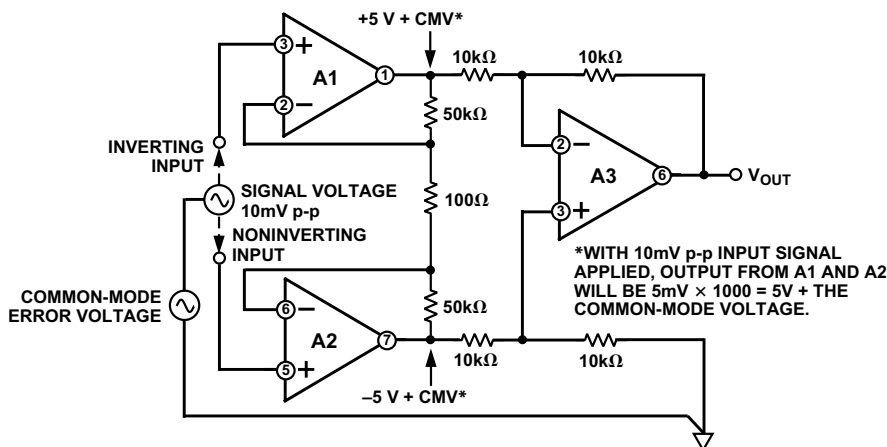 +5 V + CMV*
10kΩ
10kΩ
3
+
A1
1
2
−
50kΩ
INVERTING
INPUT
2
−
A3
6
VOUT
3
+
SIGNAL VOLTAGE
10mV p-p
100Ω
NONINVERTING
INPUT
*WITH 10mV p-p INPUT SIGNAL
APPLIED, OUTPUT FROM A1 AND A2
WILL BE 5mV × 1000 = 5V + THE
COMMON-MODE VOLTAGE.
COMMON-MODE
ERROR VOLTAGE
6
−
A2
7
5
+
50kΩ
10kΩ
10kΩ
−5 V + CMV*